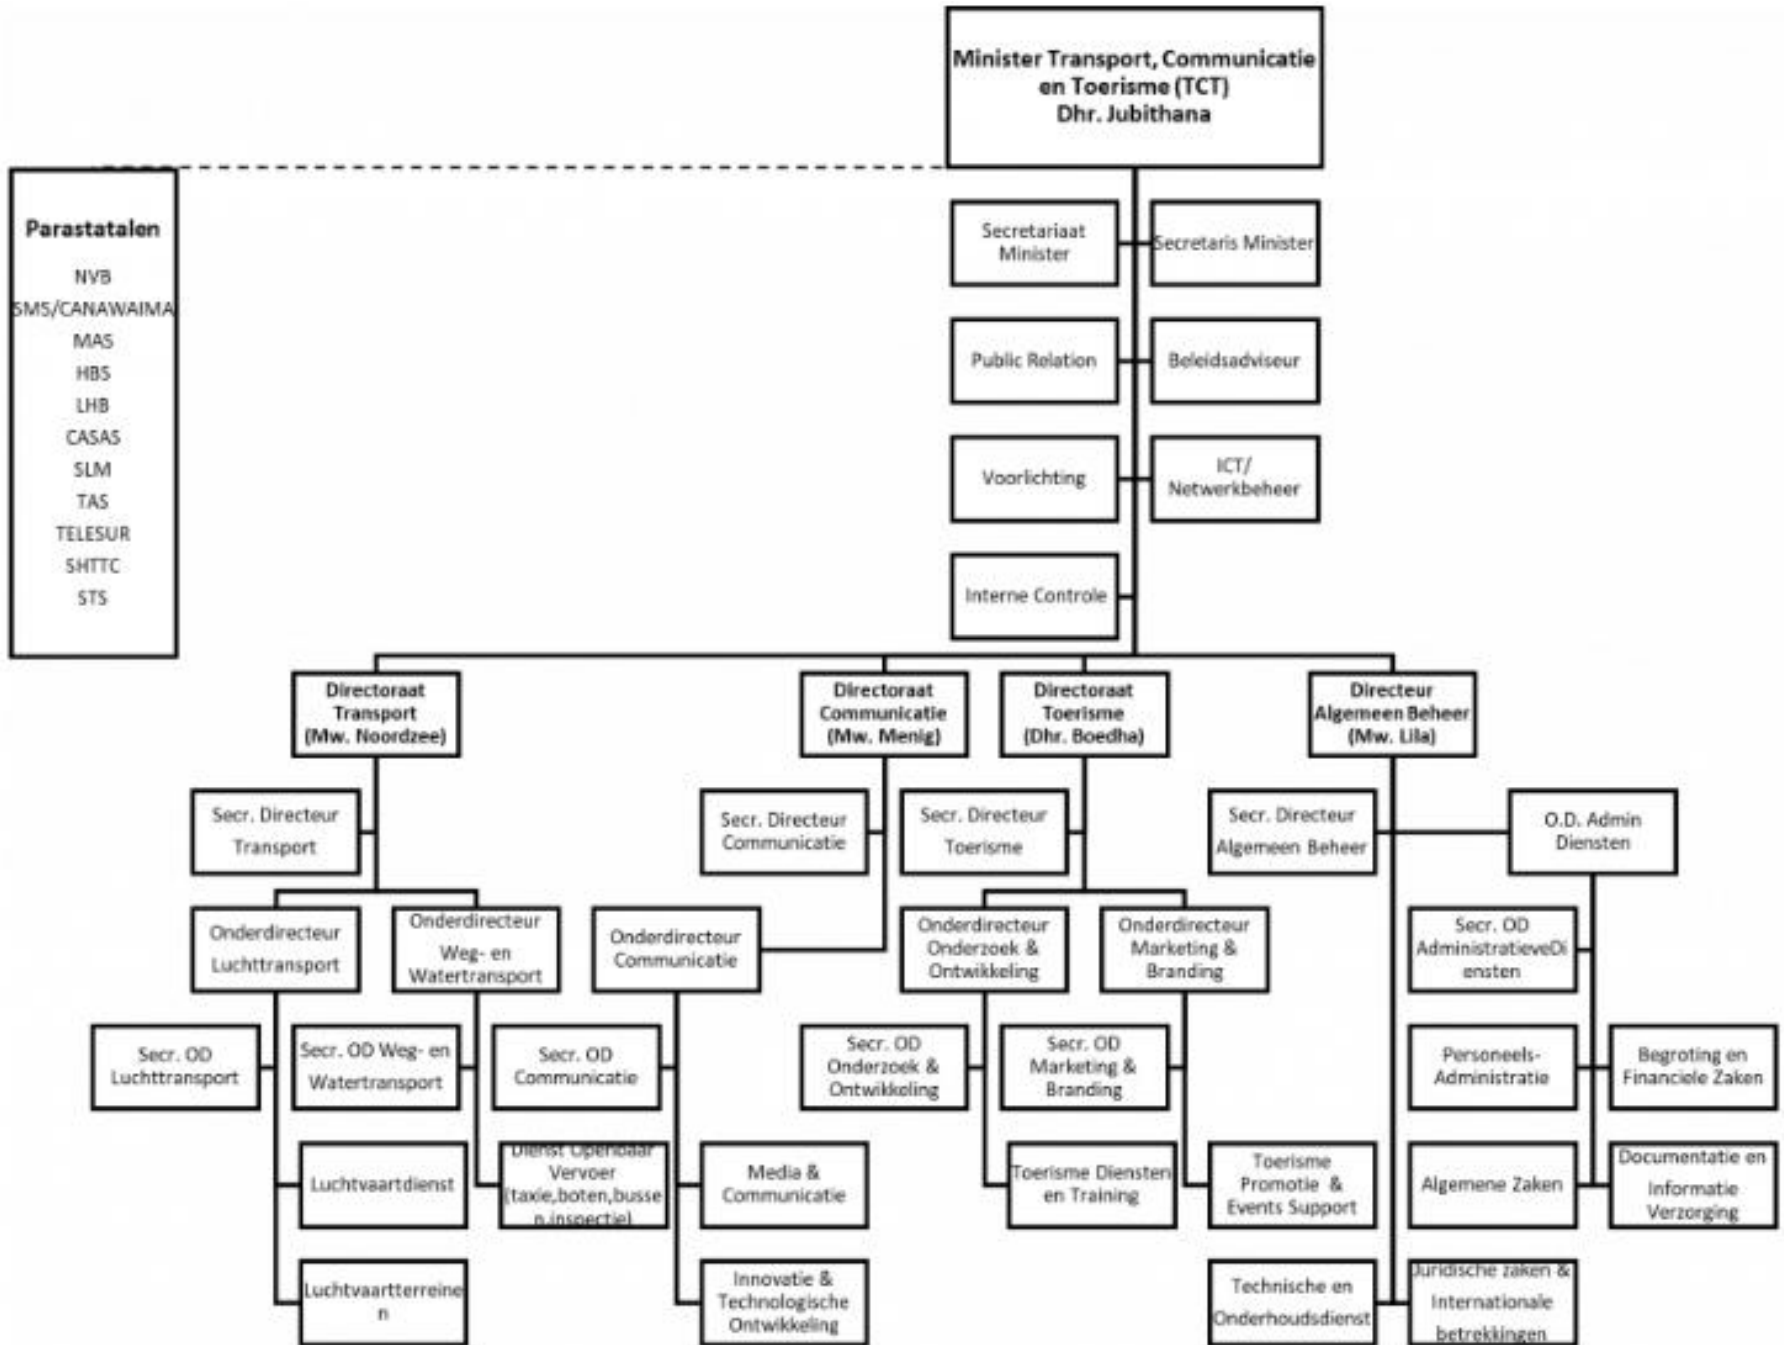 Minister Transport, Communicatie
en Toerisme (TCT)
Dhr. Jubithana
Parastatalen
NVB
SMS/CANAWAIMA
MAS
HBS
LHB
CASAS
SLM
TAS
TELESUR
SHTTC
STS
Secretariaat
Minister
Secretaris Minister
Public Relation
Beleidsadviseur
Voorlichting
ICT/
Netwerkbeheer
Interne Controle
Directoraat
Transport
(Mw. Noordzee)
Directoraat
Communicatie
(Mw. Menig)
Directoraat
Toerisme
(Dhr. Boedha)
Directeur
Algemeen Beheer
(Mw. Lila)
Secr. Directeur
Transport
Secr. Directeur
Communicatie
Secr. Directeur
Toerisme
Secr. Directeur
Algemeen Beheer
O.D. Admin
Diensten
Onderdirecteur
Luchttransport
Onderdirecteur
Weg- en
Watertransport
Onderdirecteur
Communicatie
Onderdirecteur
Onderzoek &
Ontwikkeling
Onderdirecteur
Marketing &
Branding
Secr. OD
AdministratieveDi
ensten
Secr. OD
Luchttransport
Secr. OD Weg- en
Watertransport
Secr. OD
Communicatie
Secr. OD
Onderzoek &
Ontwikkeling
Secr. OD
Marketing &
Branding
Personeels-
Administratie
Begroting en
Financiele Zaken
Luchtvaartdienst
Dienst Openbaar
Vervoer
(taxie,boten,busse
n,inspectie)
Media &
Communicatie
Toerisme Diensten
en Training
Toerisme
Promotie &
Events Support
Algemene Zaken
Documentatie en
Informatie
Verzorging
Luchtvaartterreine
n
Innovatie &
Technologische
Ontwikkeling
Technische en
Onderhoudsdienst
Juridische zaken &
Internationale
betrekkingen